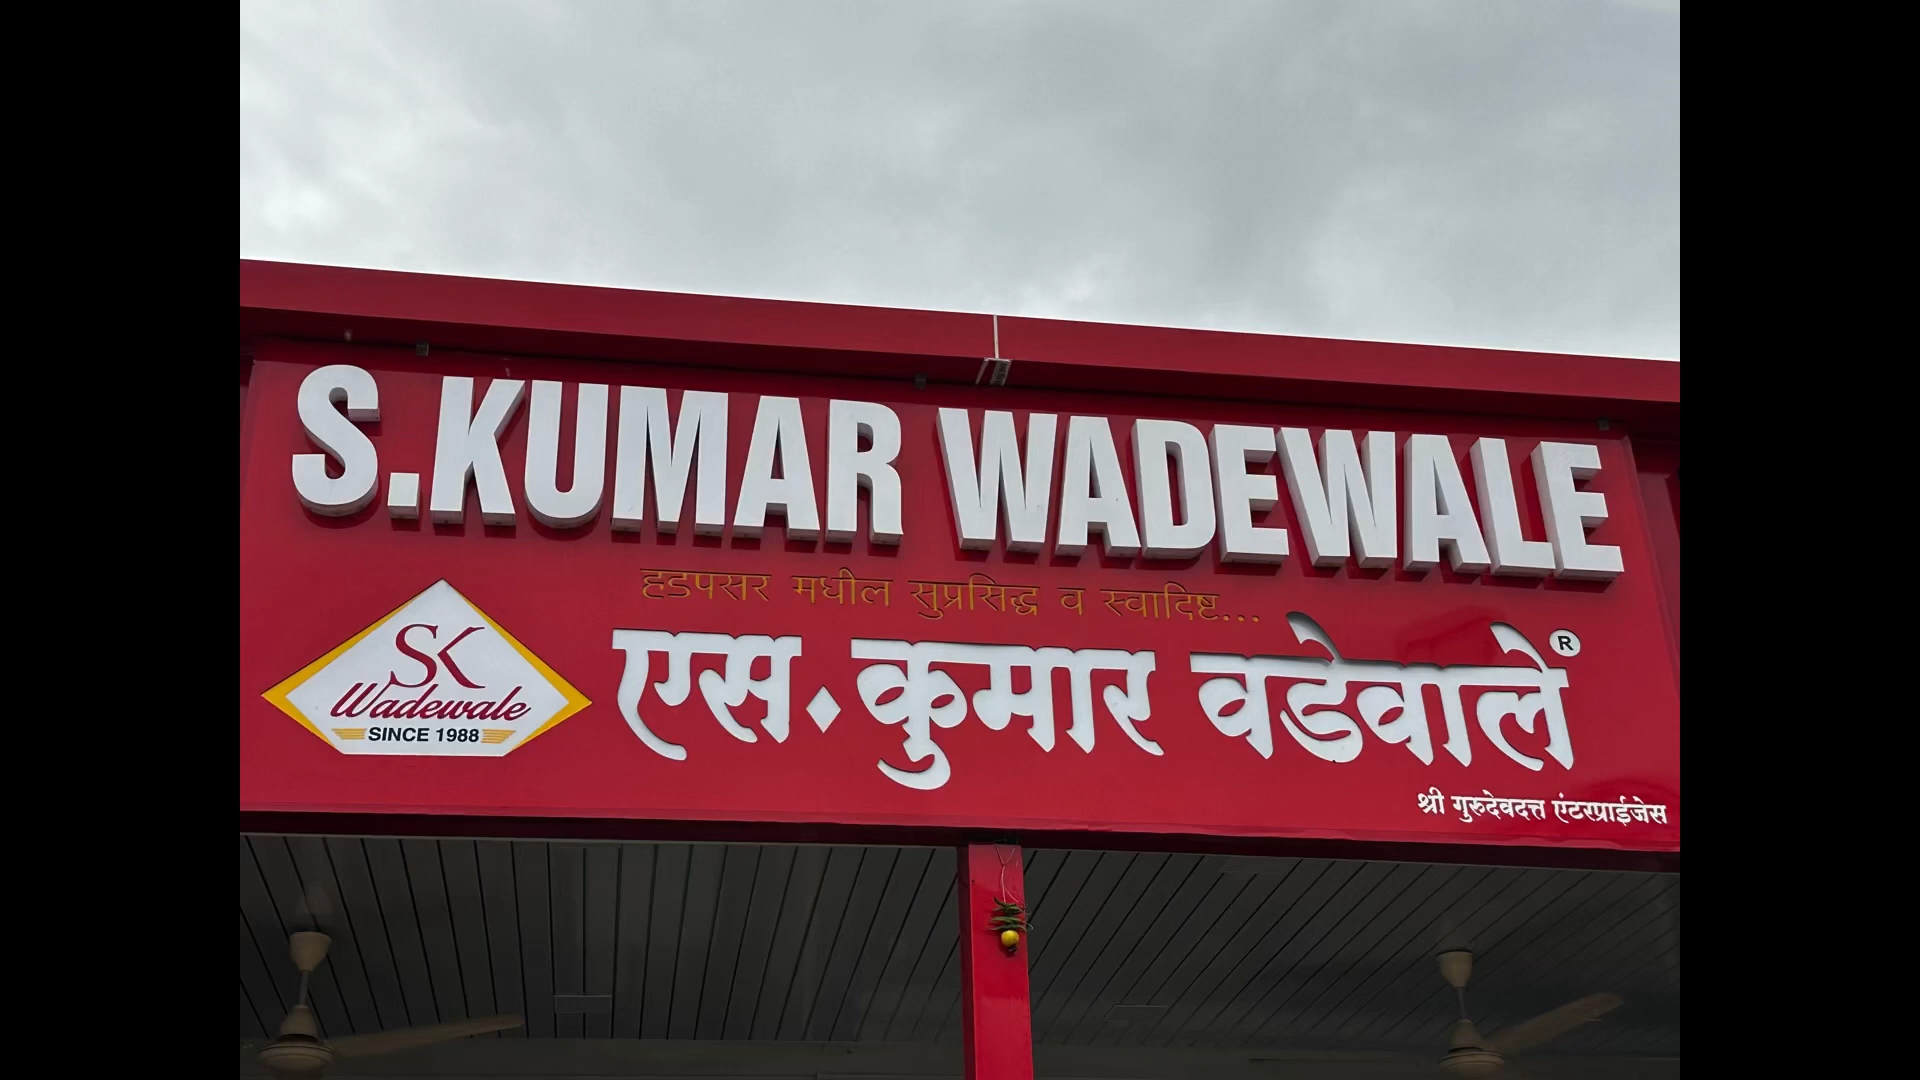 S.KUMAR WADEWALE
हडपसर मधील सुप्रसिद्ध व स्वादिष्ट...
एस.कुमार वडेवाले ®
SK
Wadewale
SINCE 1988
श्री गुरुदेवदत्त एंटरप्राईजेस